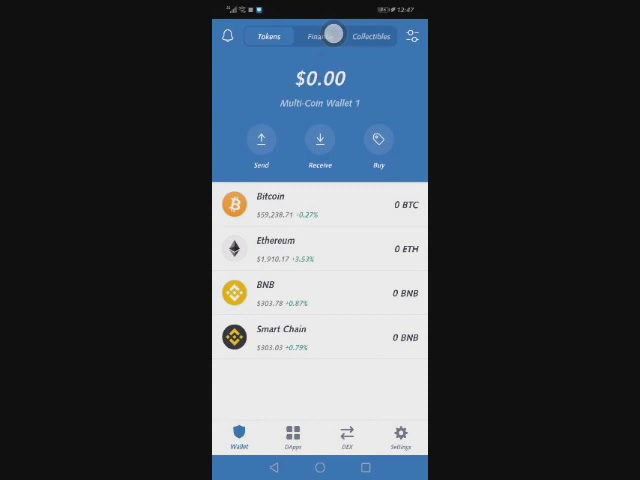 12:47
Tokens
Collectibles
$0.00
Multi-Coin Wallet 1
Send
Receive
Buy
Bitcoin
$59,238.71 +0.27%
0 BTC
Ethereum
$1,910.17 +3.53%
0 ETH
BNB
$303.78 +0.87%
0 BNB
Smart Chain
$303.03 +0.79%
0 BNB
Wallet
DApps
DEX
Settings